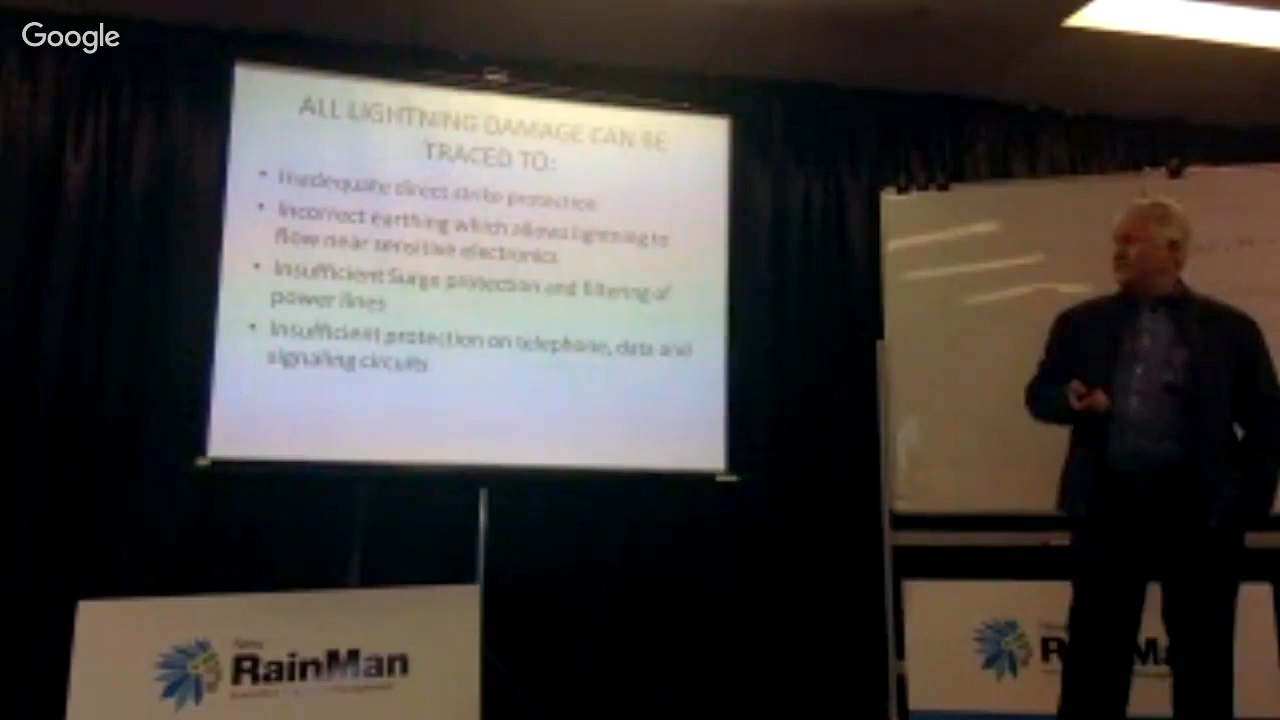 Google
ALL LIGHTNING DAMAGE CAN BE
TRACED TO:
• Inadequate direct strike protection
• Incorrect earthing which allows lightning to
flow near sensitive electronics
• Insufficient Surge protection and filtering of
power lines
• Insufficient protection on telephone, data and
signaling circuits
RainMan
R Ma